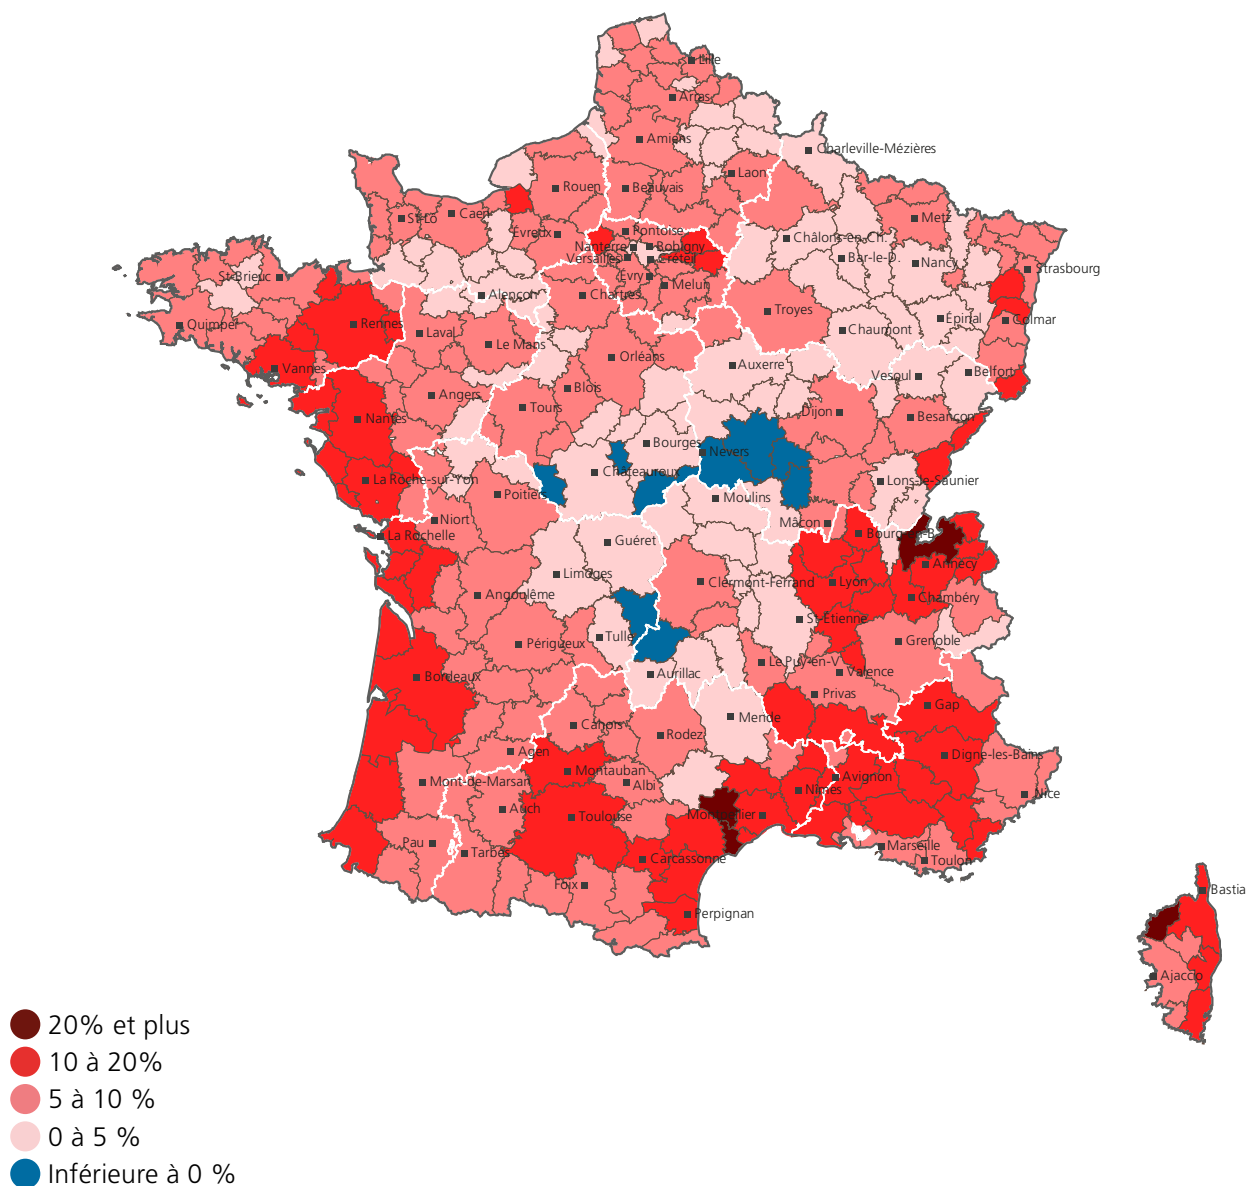 Lille
Arras
Amiens
Charleville-Mézières
Laon
Rouen
Beauvais
St-Lô
Caen
Metz
Évreux
Pontoise
Châlons-en-Ch.
Nanterre
Bobigny
Versailles
Créteil
Bar-le-D.
Nancy
Strasbourg
St-Brieuc
Évry
Melun
Alençon
Chartres
Troyes
Épinal
Colmar
Quimper
Rennes
Laval
Le Mans
Chaumont
Orléans
Vannes
Auxerre
Vesoul
Belfort
Angers
Blois
Tours
Dijon
Besançon
Nantes
Bourges
Nevers
Châteauroux
La Roche-sur-Yon
Lons-le-Saunier
Poitiers
Moulins
Niort
Mâcon
La Rochelle
Bourg-en-B.
Guéret
Annecy
Limoges
Clermont-Ferrand
Lyon
Angoulême
Chambéry
St-Étienne
Périgueux
Tulle
Grenoble
Le Puy-en-V.
Bordeaux
Aurillac
Valence
Privas
Gap
Cahors
Mende
Rodez
Agen
Digne-les-Bains
Montauban
Mont-de-Marsan
Albi
Avignon
Nîmes
Nice
Auch
Toulouse
Montpellier
Pau
Tarbes
Marseille
Carcassonne
Toulon
Foix
Bastia
Perpignan
Ajaccio
20% et plus
10 à 20%
5 à 10 %
0 à 5 %
Inférieure à 0 %